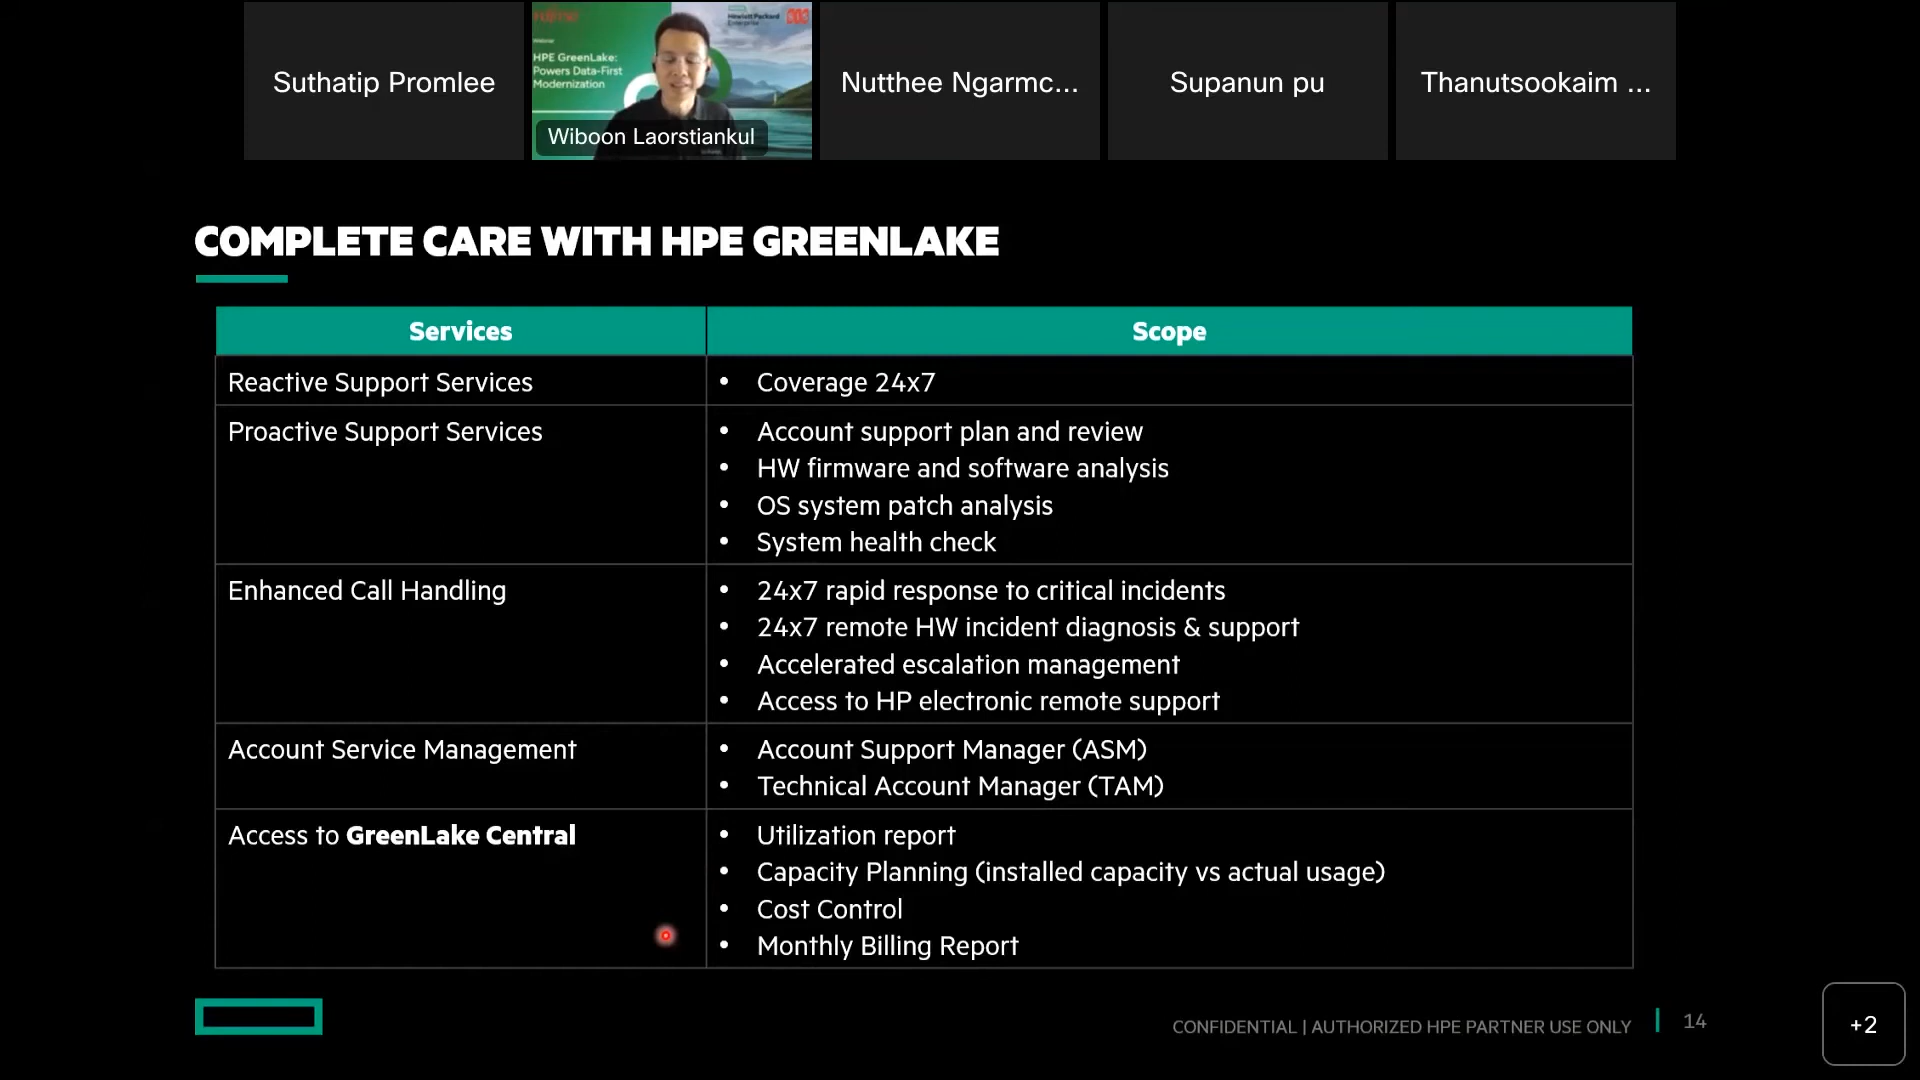 Suthatip Promlee
HPE GreenLake:
Powers Data-First
Modernization
Hewlett Packard
Enterprise
Wiboon Laorstiankul
Nutthee Ngarmc...
Supanun pu
Thanutsookaim ...
COMPLETE CARE WITH HPE GREENLAKE
Services
Scope
Reactive Support Services
• Coverage 24x7
Proactive Support Services
• Account support plan and review
• HW firmware and software analysis
• OS system patch analysis
• System health check
Enhanced Call Handling
• 24x7 rapid response to critical incidents
• 24x7 remote HW incident diagnosis & support
• Accelerated escalation management
• Access to HP electronic remote support
Account Service Management
• Account Support Manager (ASM)
• Technical Account Manager (TAM)
Access to GreenLake Central
• Utilization report
• Capacity Planning (installed capacity vs actual usage)
• Cost Control
• Monthly Billing Report
CONFIDENTIAL | AUTHORIZED HPE PARTNER USE ONLY
14
+2